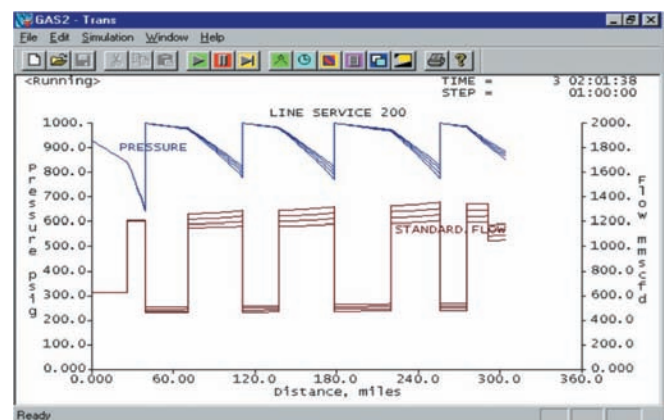 GAS2 - Trans
File Edit Simulation Window Help
<Running>
TIME = 3 02:01:38
STEP = 01:00:00
LINE SERVICE 200
PRESSURE
STANDARD.FLOW
Pressure psig
1000.
900.0
800.0
700.0
600.0
500.0
400.0
300.0
200.0
100.0
0.000
Flow mmscfd
2000.
1800.
1600.
1400.
1200.
1000.
800.0
600.0
400.0
200.0
0.000
0.000 60.00 120.0 180.0 240.0 300.0 360.0
Distance, miles
Ready